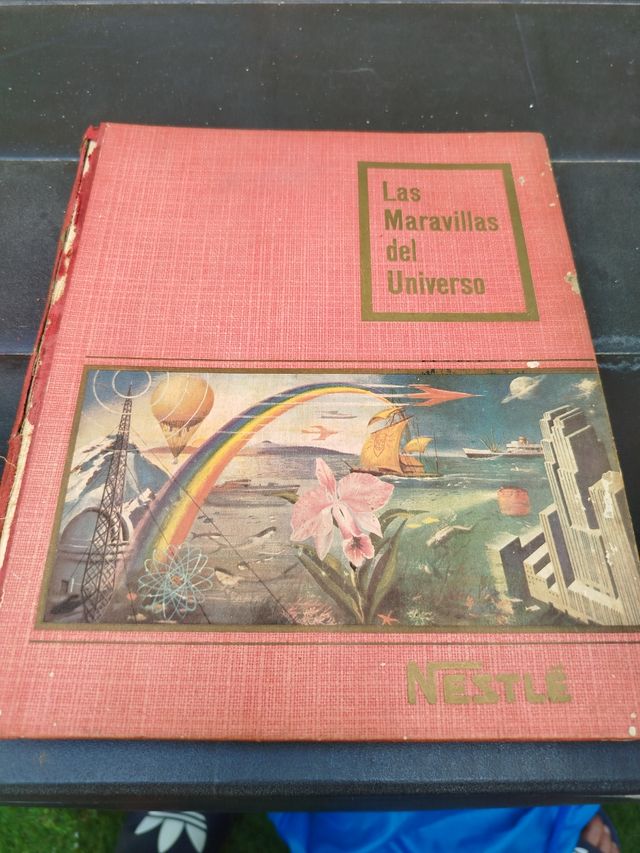 Las
Maravillas
del
Universo
NESTLÉ